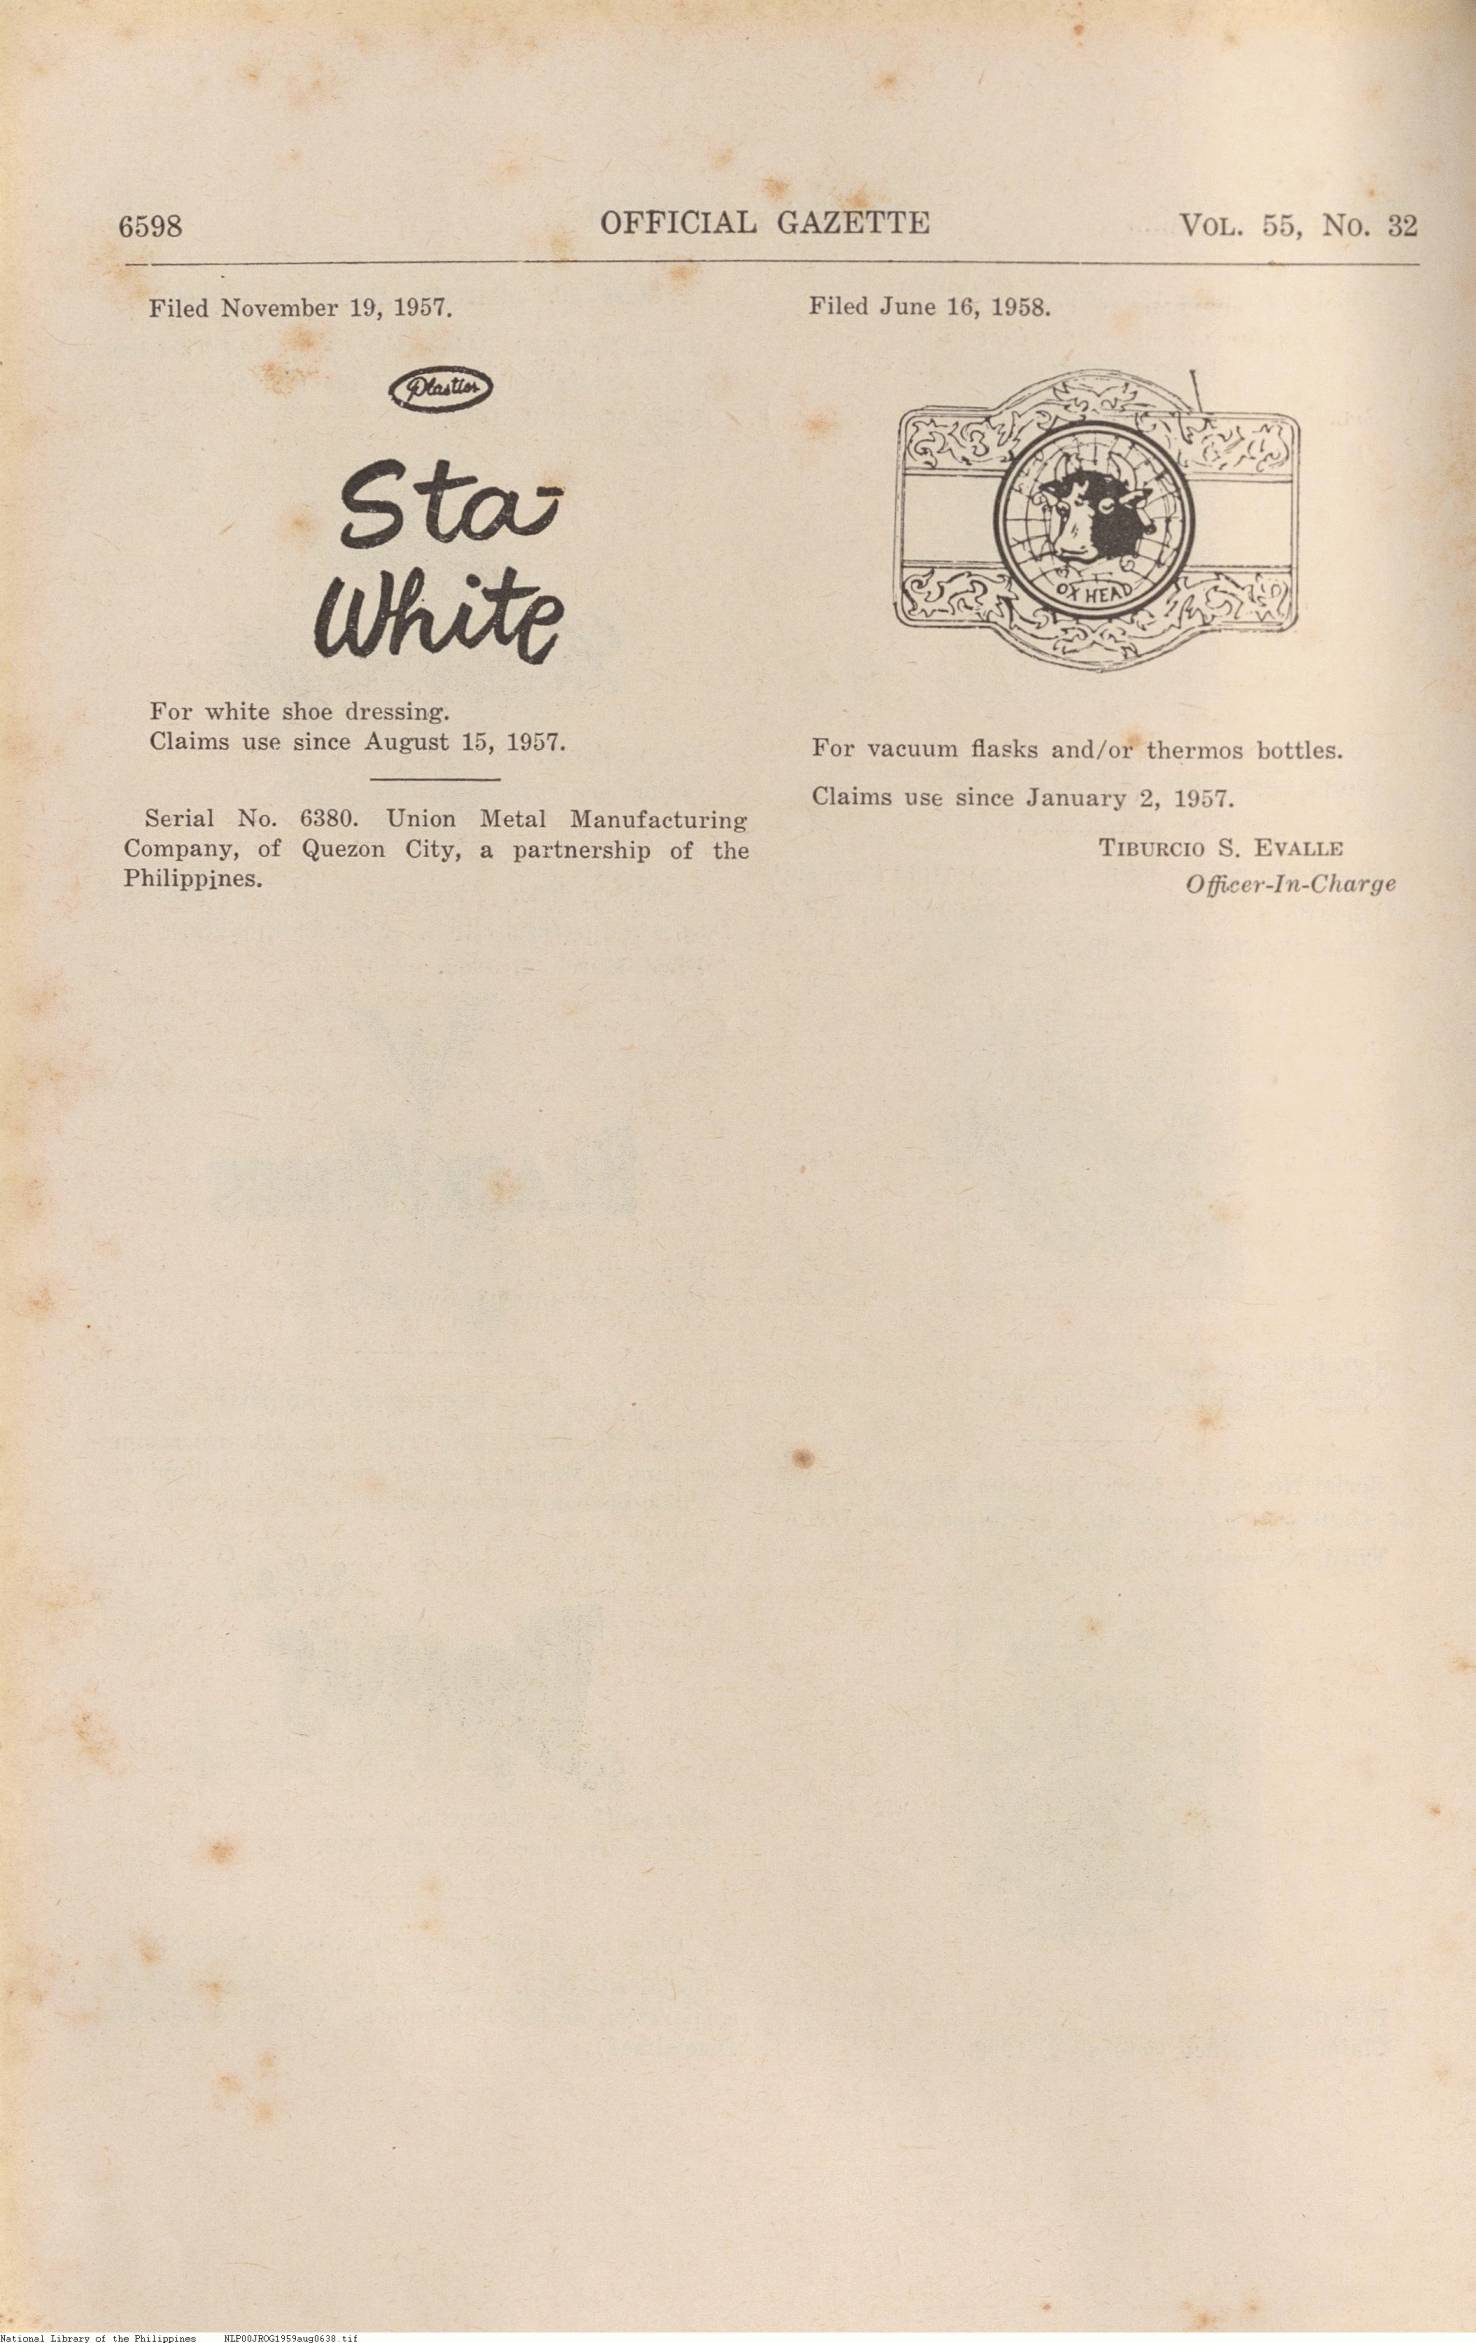 6598 OFFICIAL GAZETTE VOL. 55, No. 32
Filed November 19, 1957.
Sta-
White
For white shoe dressing.
Claims use since August 15, 1957.
Serial No. 6380. Union Metal Manufacturing
Company, of Quezon City, a partnership of the
Philippines.
Filed June 16, 1958.
OX HEAD
For vacuum flasks and/or thermos bottles.
Claims use since January 2, 1957.
TIBURCIO S. EVALLE
Officer-In-Charge
National Library of the Philippines NLP00JROG1959aug0638.tif